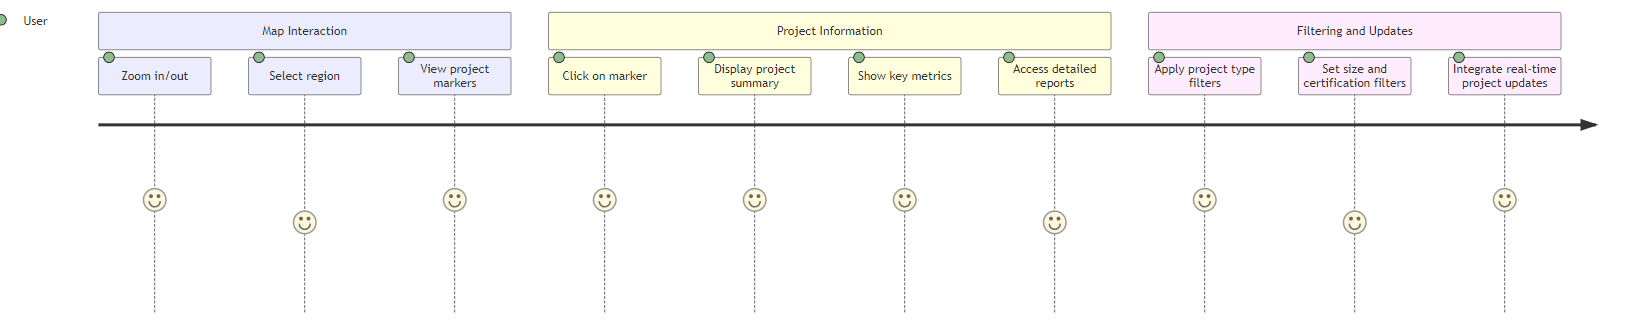 User
Map Interaction
Project Information
Filtering and Updates
Zoom in/out
Select region
View project
markers
Click on marker
Display project
summary
Show key metrics
Access detailed
reports
Apply project type
filters
Set size and
certification filters
Integrate real-time
project updates